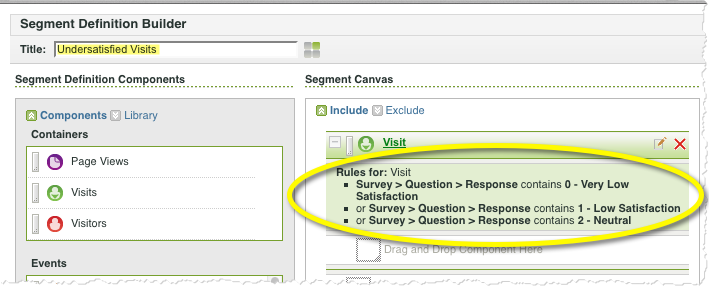 Segment Definition Builder
Title: Undersatisfied Visits
Segment Definition Components
Components Library
Containers
Page Views
Visits
Visitors
Events
Segment Canvas
Include Exclude
Visit
Rules for: Visit
Survey > Question > Response contains 0 - Very Low
Satisfaction
or Survey > Question > Response contains 1 - Low Satisfaction
or Survey > Question > Response contains 2 - Neutral
Drag and Drop Component Here